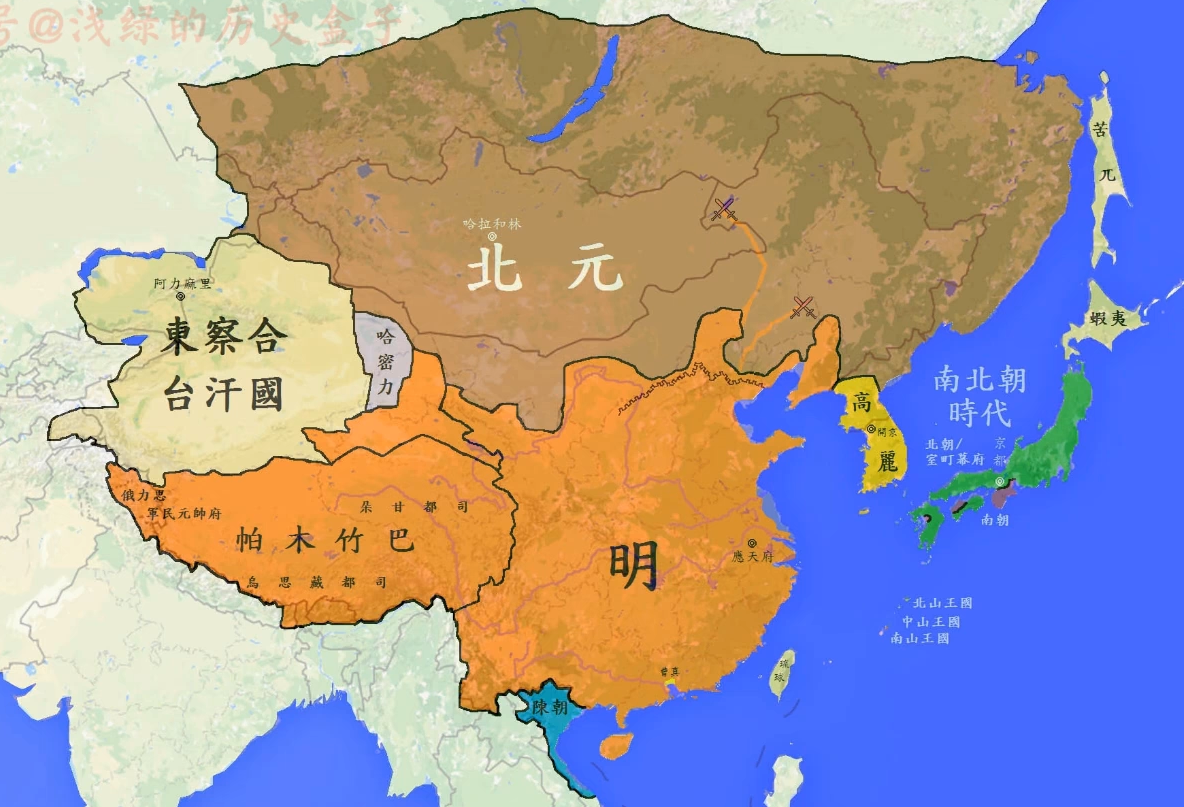 号@浅绿的历史盒子
苦
兀
哈拉和林
北元
阿力麻里
蝦夷
東察合
台汗國
哈
密
力
南北朝
時代
高
開京
麗
北朝/
室町幕府
京
都
俄力思
軍民元帥府
朵甘都司
南朝
帕木竹巴
明
應天府
烏思藏都司
北山王國
中山王國
南山王國
琉
球
曾真
陳朝